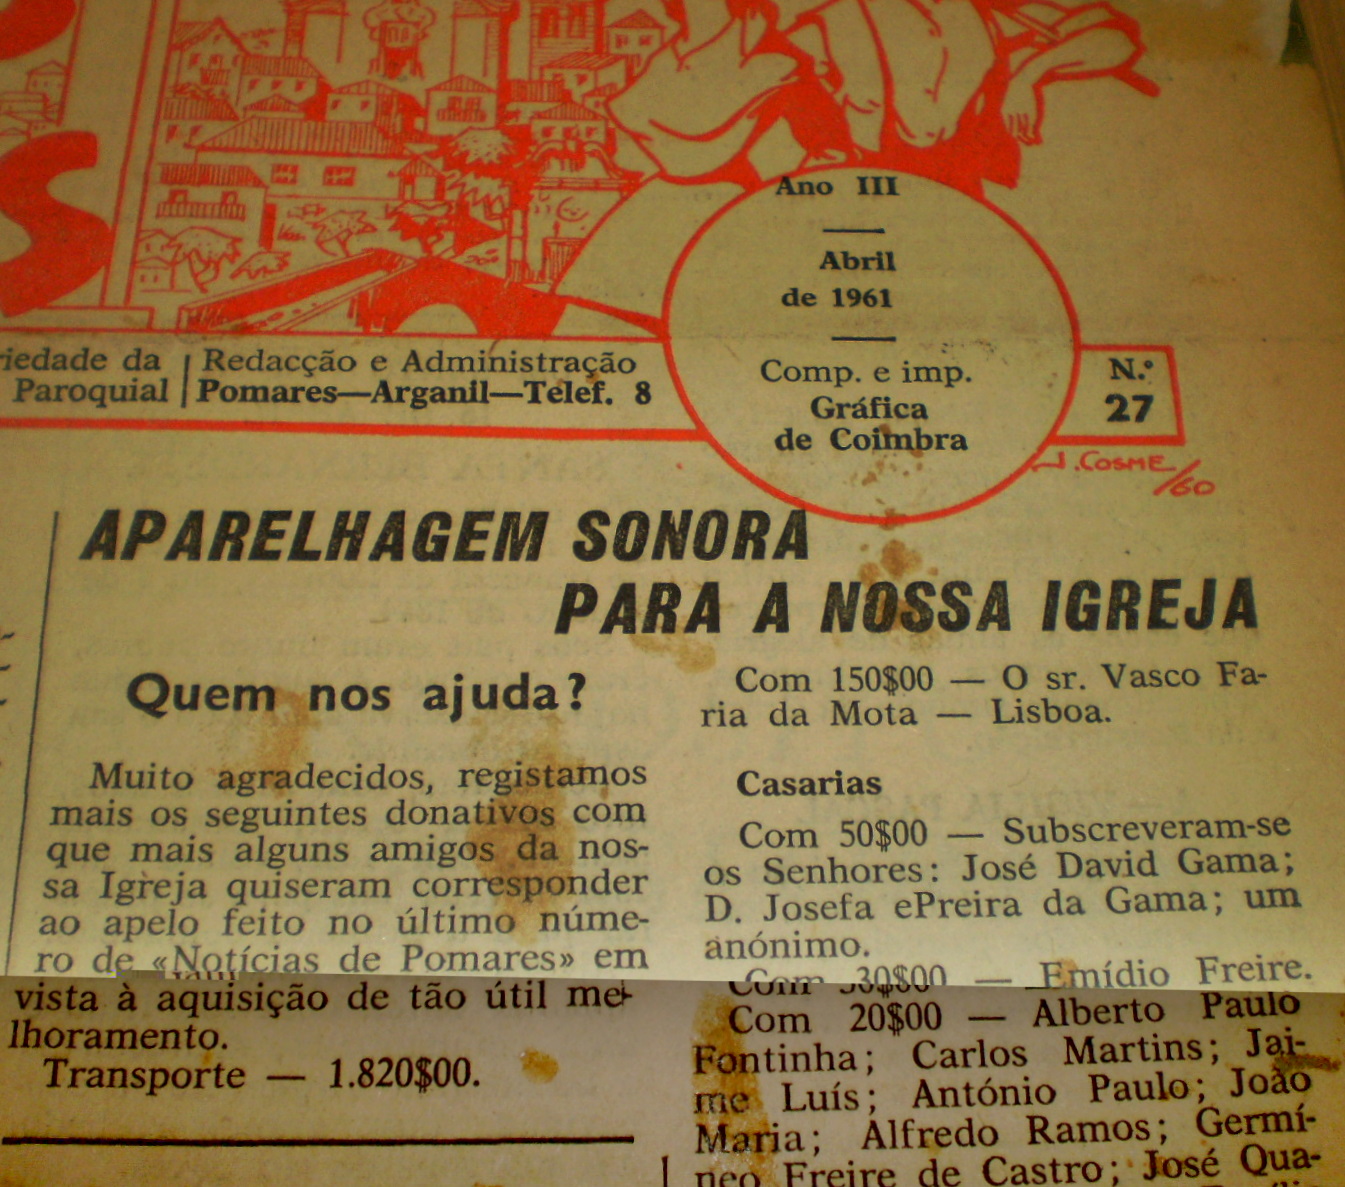 S
Ano III
Abril
de 1961
Comp. e imp.
Gráfica
de Coimbra
riedade da
Paroquial
Redacção e Administração
Pomares—Arganil—Telef. 8
N.º
27
J. COSME/60
APARELHAGEM SONORA
PARA A NOSSA IGREJA
Quem nos ajuda?
Muito agradecidos, registamos
mais os seguintes donativos com
que mais alguns amigos da nos-
sa Igreja quiseram corresponder
ao apelo feito no último núme-
ro de «Notícias de Pomares» em
vista à aquisição de tão útil me-
lhoramento.
Transporte — 1.820$00.
Com 150$00 — O sr. Vasco Fa-
ria da Mota — Lisboa.
Casarias
Com 50$00 — Subscreveram-se
os Senhores: José David Gama;
D. Josefa ePreira da Gama; um
anónimo.
Com 30$00 — Emídio Freire.
Com 20$00 — Alberto Paulo
Fontinha; Carlos Martins; Jai-
me Luís; António Paulo; João
Maria; Alfredo Ramos; Germí-
neo Freire de Castro; José Qua-